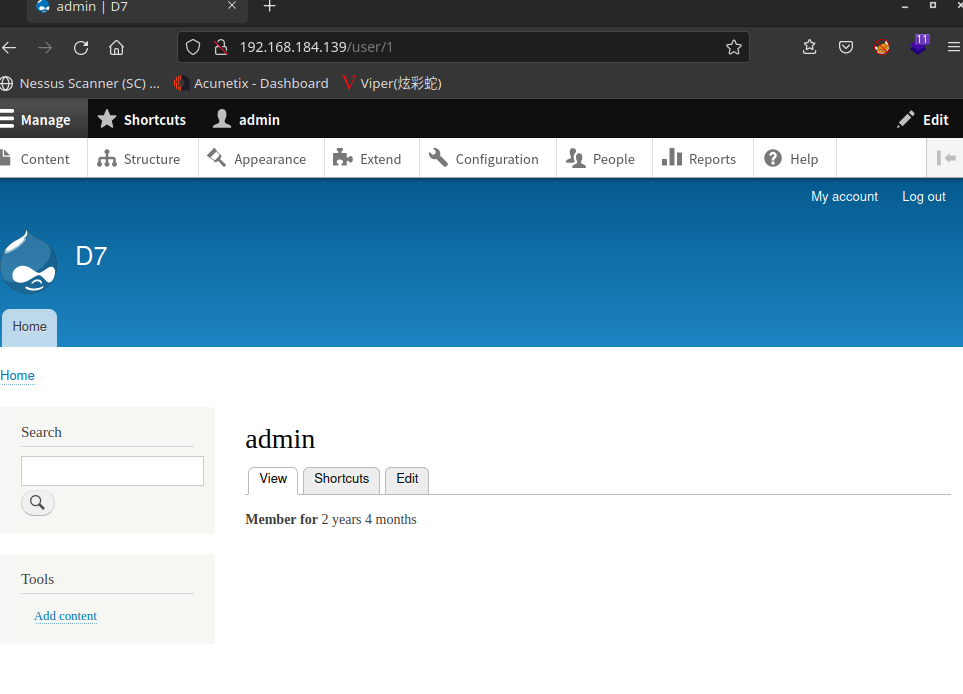 admin | D7
192.168.184.139/user/1
11
Nessus Scanner (SC) ... Acunetix - Dashboard Viper(炫彩蛇)
Manage Shortcuts admin Edit
Content Structure Appearance Extend Configuration People Reports Help
My account Log out
D7
Home
Home
Search
admin
View Shortcuts Edit
Member for 2 years 4 months
Tools
Add content